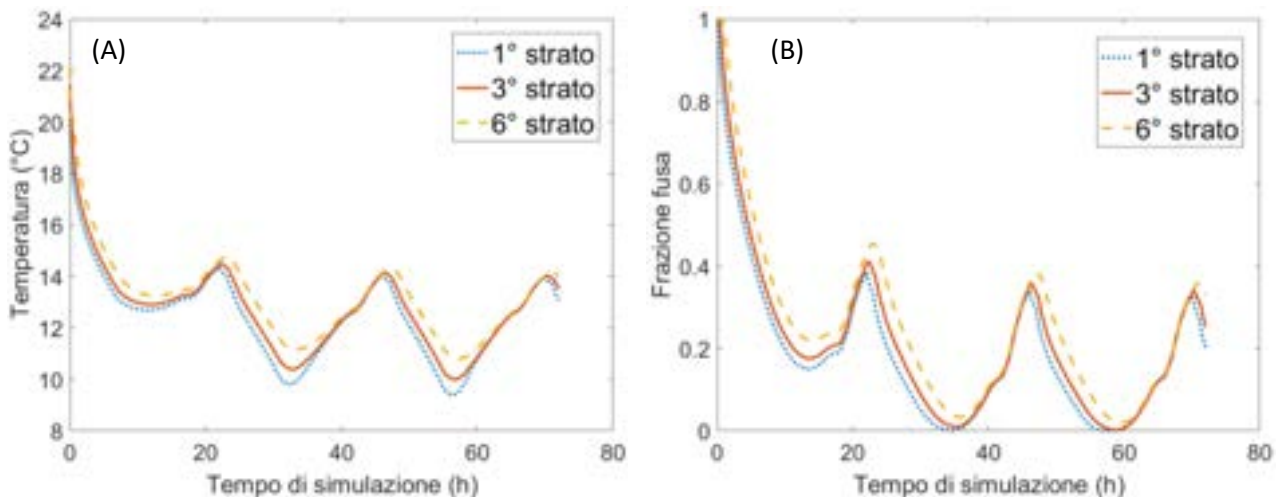 (A)
1° strato
3° strato
6° strato
24
22
20
18
16
14
12
10
8
0
20
40
60
80
Temperatura (°C)
Tempo di simulazione (h)
(B)
1° strato
3° strato
6° strato
1
0.8
0.6
0.4
0.2
0
0
20
40
60
80
Frazione fusa
Tempo di simulazione (h)